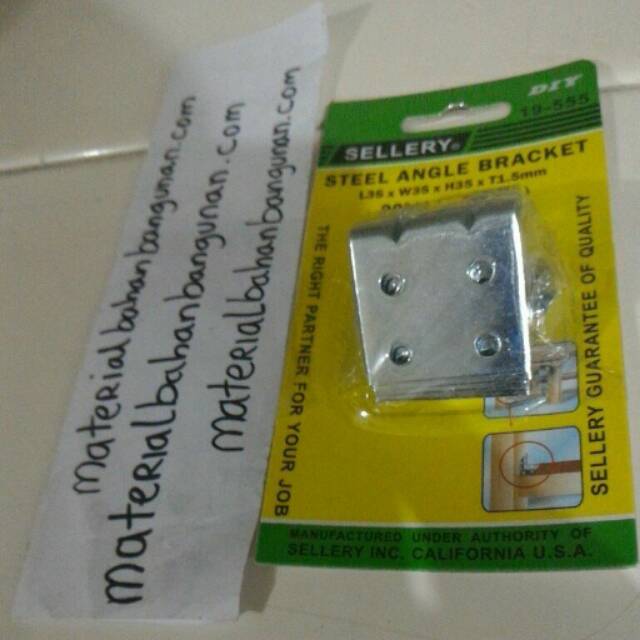 materialbahanbangunan.com
materialbahanbangunan.com
materialbahanbangunan.com
DIY
19-555
SELLERY®
STEEL ANGLE BRACKET
L35 x W35 x H35 x T1.5mm
THE RIGHT PARTNER FOR YOUR JOB
SELLERY GUARANTEE OF QUALITY
MANUFACTURED UNDER AUTHORITY OF
SELLERY INC. CALIFORNIA U.S.A.